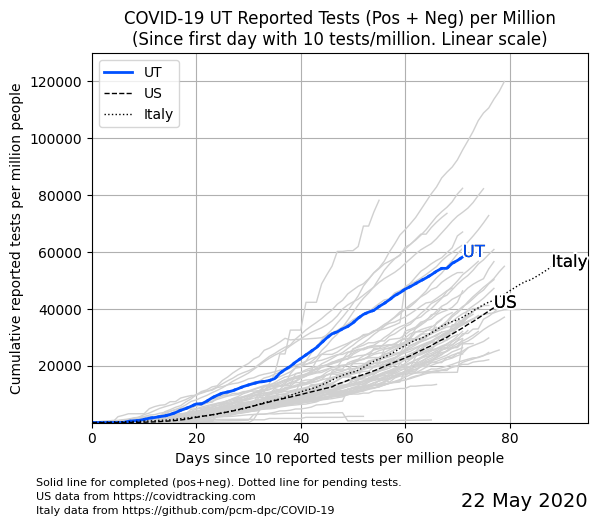 COVID-19 UT Reported Tests (Pos + Neg) per Million
(Since first day with 10 tests/million. Linear scale)
Cumulative reported tests per million people
120000
100000
80000
60000
40000
20000
UT
US
Italy
UT
Italy
US
0
20
40
60
80
Days since 10 reported tests per million people
Solid line for completed (pos+neg). Dotted line for pending tests.
US data from https://covidtracking.com
Italy data from https://github.com/pcm-dpc/COVID-19
22 May 2020